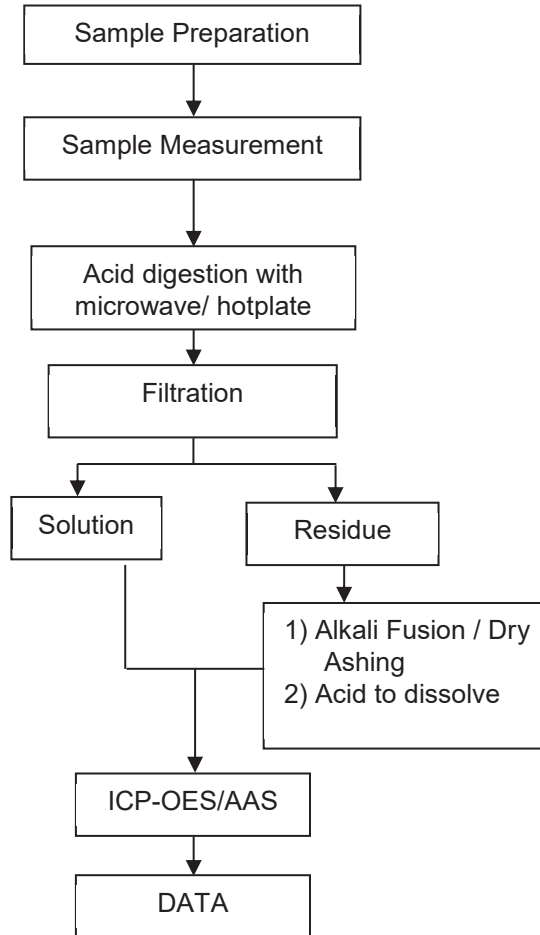 Sample Preparation
Sample Measurement
Acid digestion with
microwave/ hotplate
Filtration
Solution
Residue
1) Alkali Fusion / Dry
Ashing
2) Acid to dissolve
ICP-OES/AAS
DATA